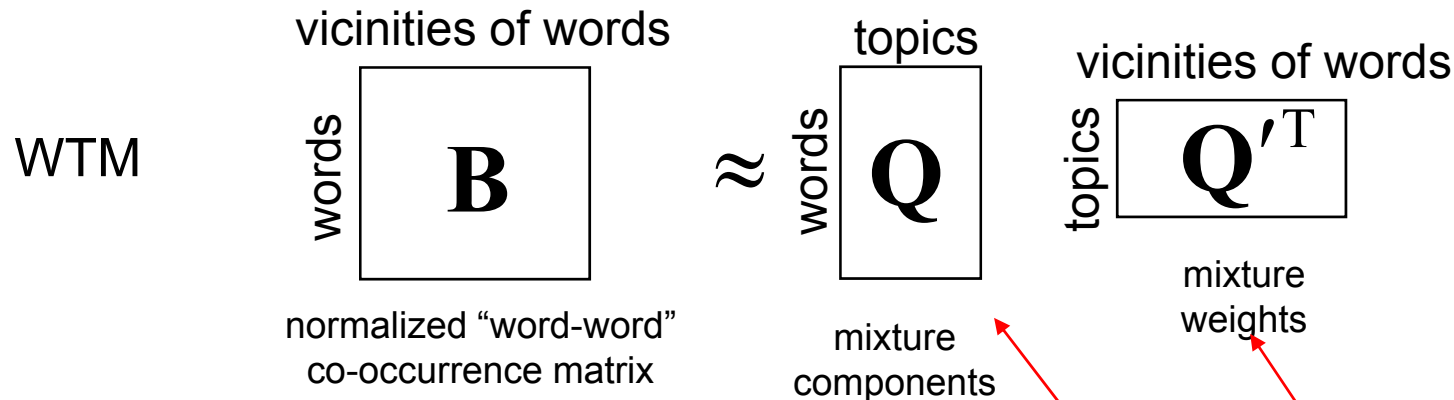 vicinities of words
topics
vicinities of words
WTM
words
B
≈
words
Q
topics
Q′ᵀ
normalized “word-word”
co-occurrence matrix
mixture
components
mixture
weights